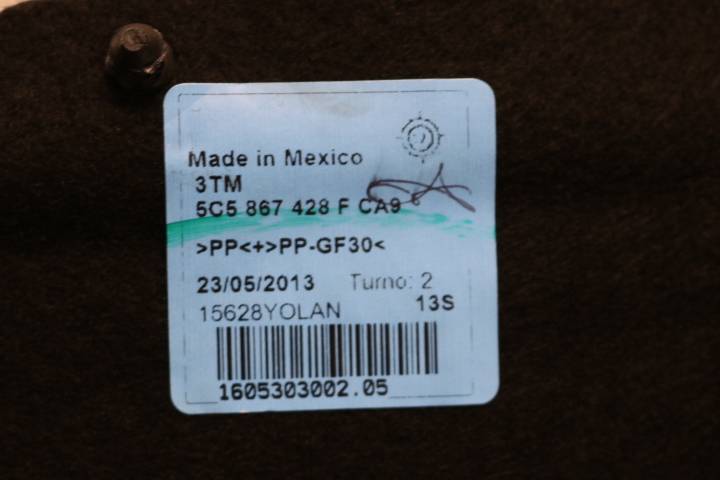 Made in Mexico
3TM
5C5 867 428 F CA9
>PP<+>PP-GF30<
23/05/2013 Turno: 2
15628YOLAN 13S
1605303002.05